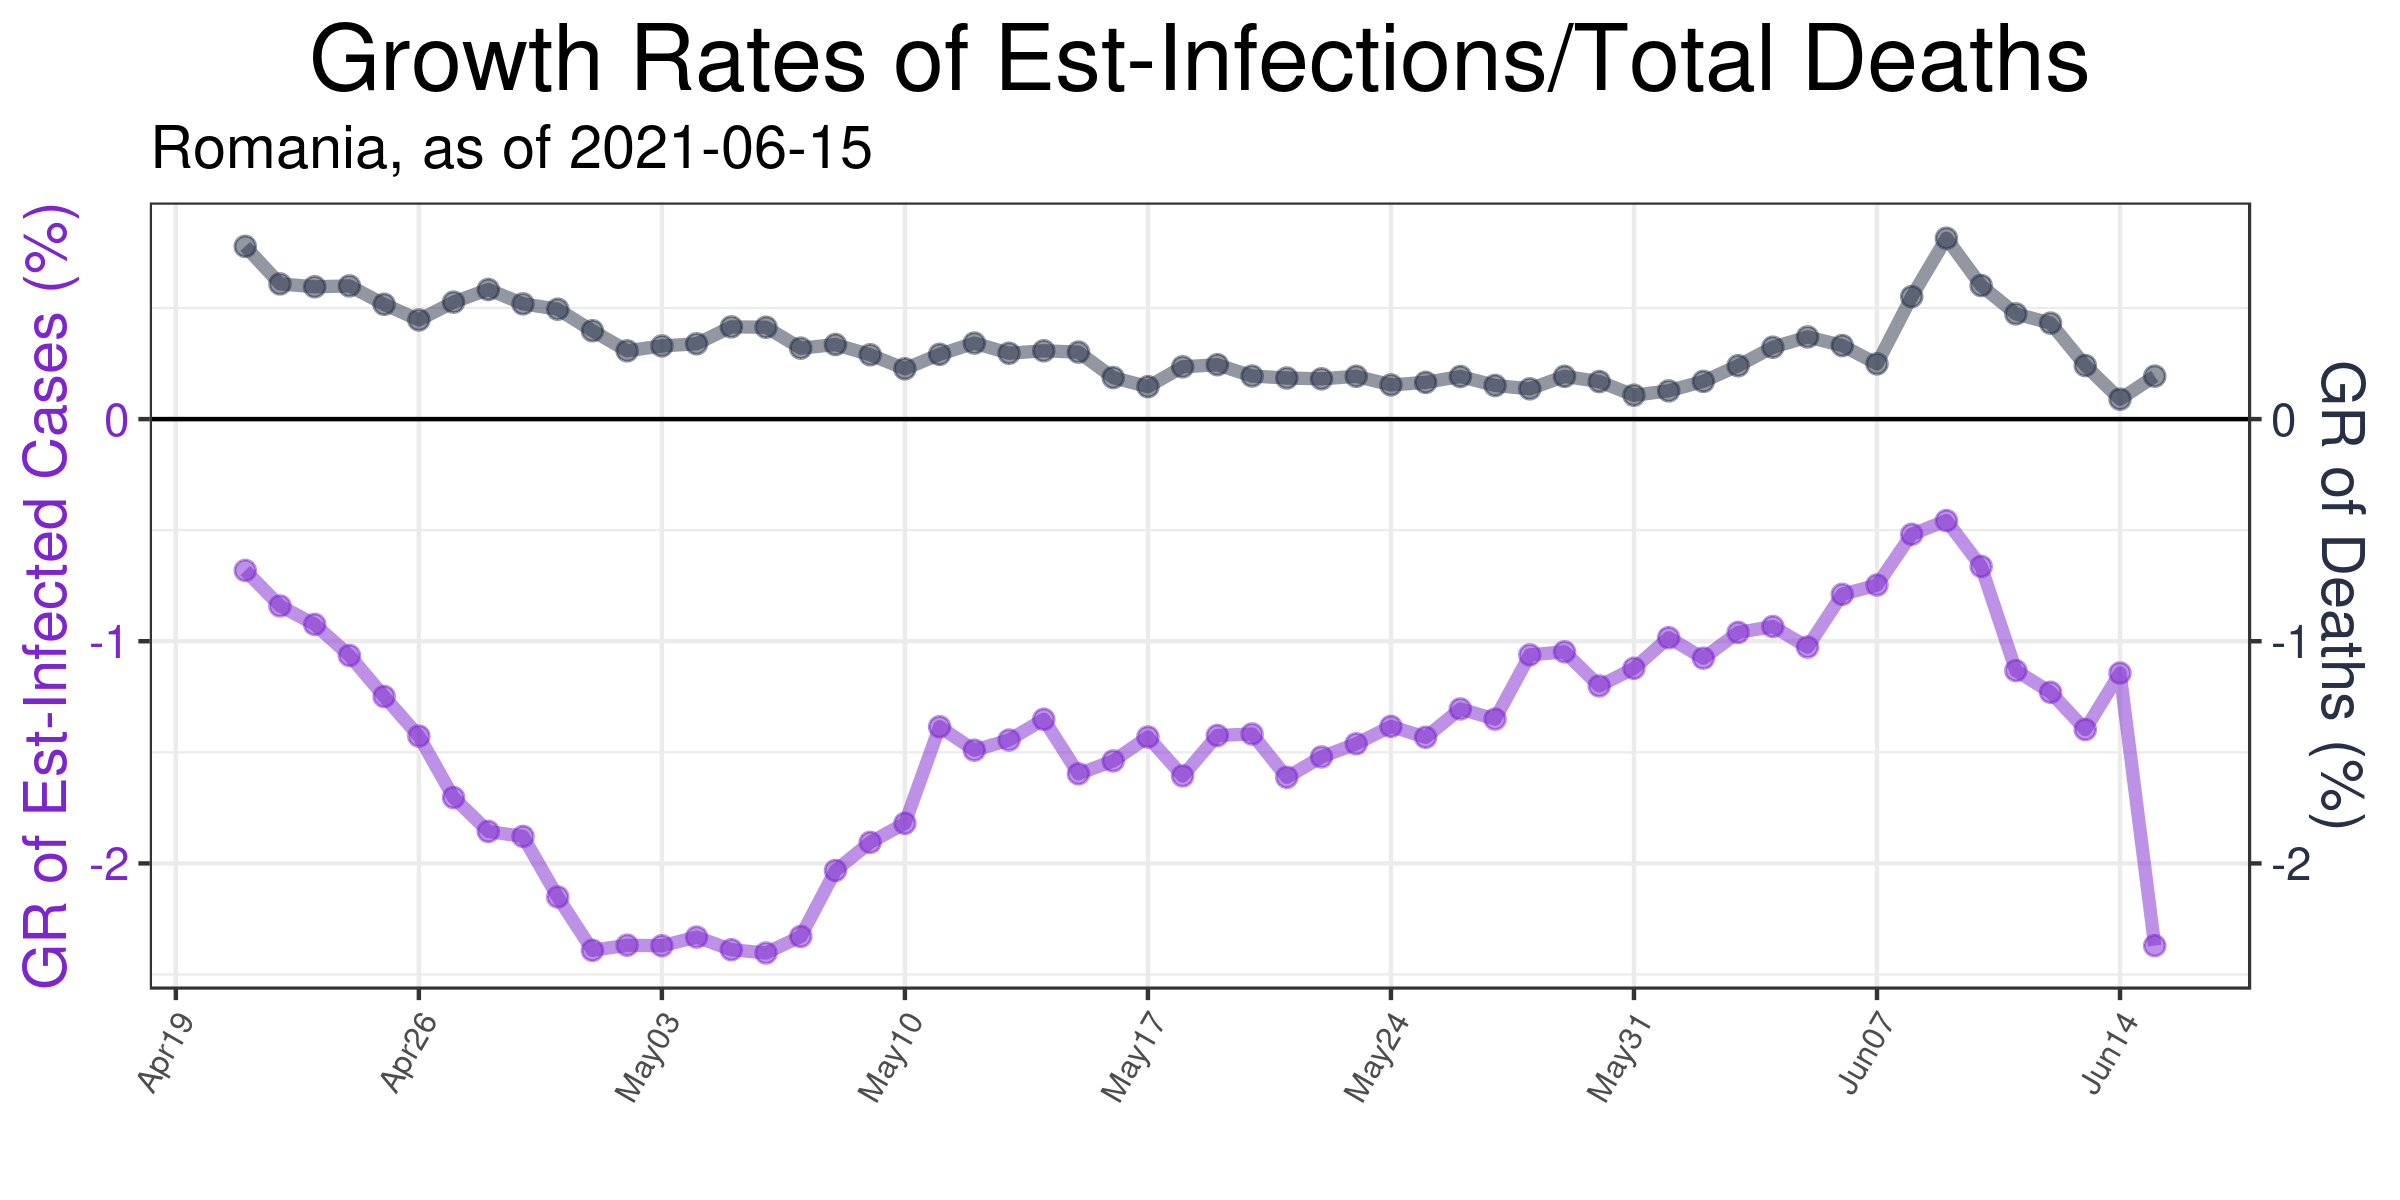 Growth Rates of Est-Infections/Total Deaths
Romania, as of 2021-06-15
GR of Est-Infected Cases (%)
0
-1
-2
GR of Deaths (%)
0
-1
-2
Apr19
Apr26
May03
May10
May17
May24
May31
Jun07
Jun14